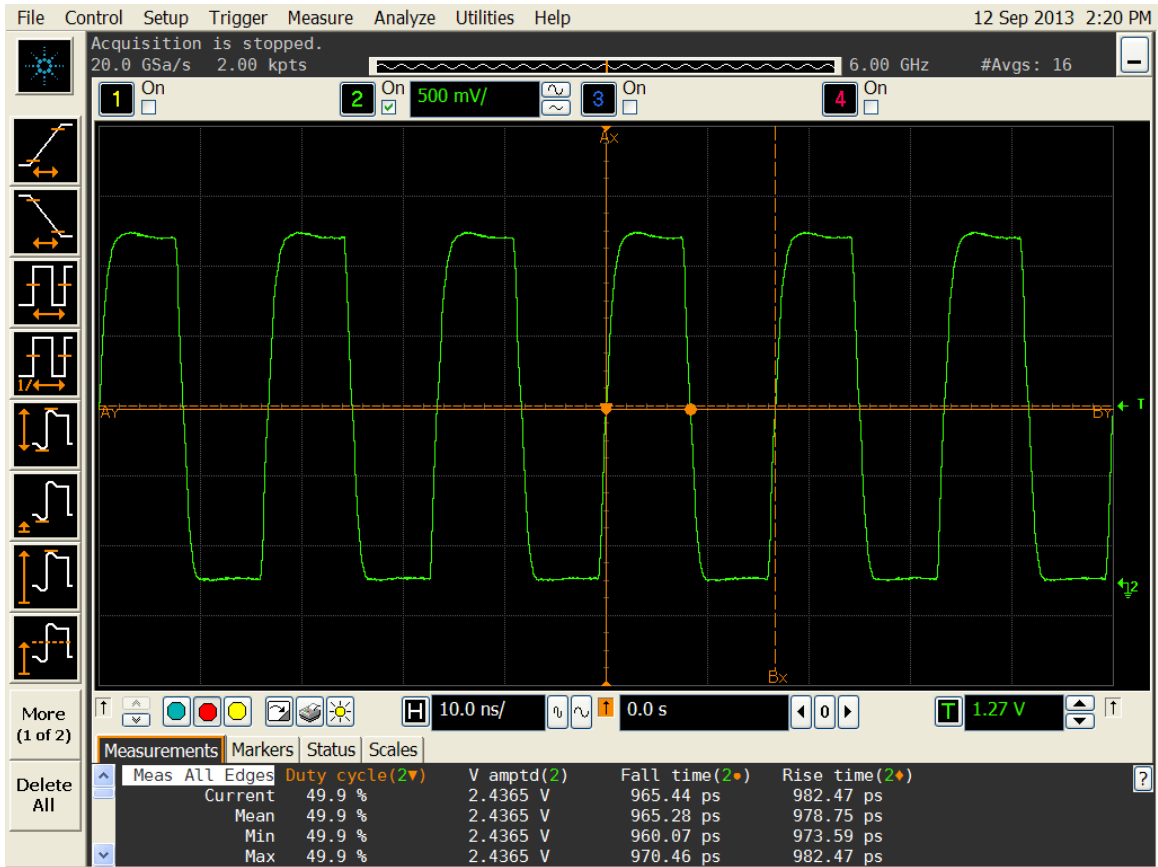 File Control Setup Trigger Measure Analyze Utilities Help 12 Sep 2013 2:20 PM
Acquisition is stopped.
20.0 GSa/s 2.00 kpts 6.00 GHz #Avgs: 16
1 On 2 On 500 mV/ 3 On 4 On
Ax
1/
AY BY
T
2
Bx
More
(1 of 2)
Delete
All
H 10.0 ns/ 0.0 s 0 T 1.27 V
Measurements Markers Status Scales
Meas All Edges Duty cycle(2▼) V amptd(2) Fall time(2●) Rise time(2♦) ?
Current 49.9 % 2.4365 V 965.44 ps 982.47 ps
Mean 49.9 % 2.4365 V 965.28 ps 978.75 ps
Min 49.9 % 2.4365 V 960.07 ps 973.59 ps
Max 49.9 % 2.4365 V 970.46 ps 982.47 ps